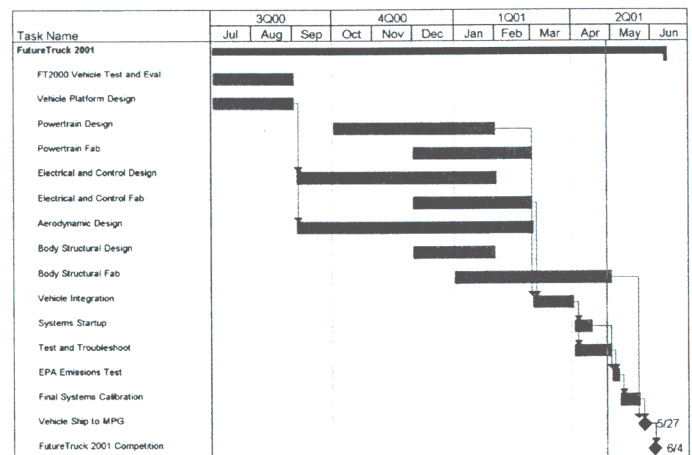 3Q00 4Q00 1Q01 2Q01
Task Name Jul Aug Sep Oct Nov Dec Jan Feb Mar Apr May Jun
FutureTruck 2001
FT2000 Vehicle Test and Eval
Vehicle Platform Design
Powertrain Design
Powertrain Fab
Electrical and Control Design
Electrical and Control Fab
Aerodynamic Design
Body Structural Design
Body Structural Fab
Vehicle Integration
Systems Startup
Test and Troubleshoot
EPA Emissions Test
Final Systems Calibration
Vehicle Ship to MPG 5/27
FutureTruck 2001 Competition 6/4